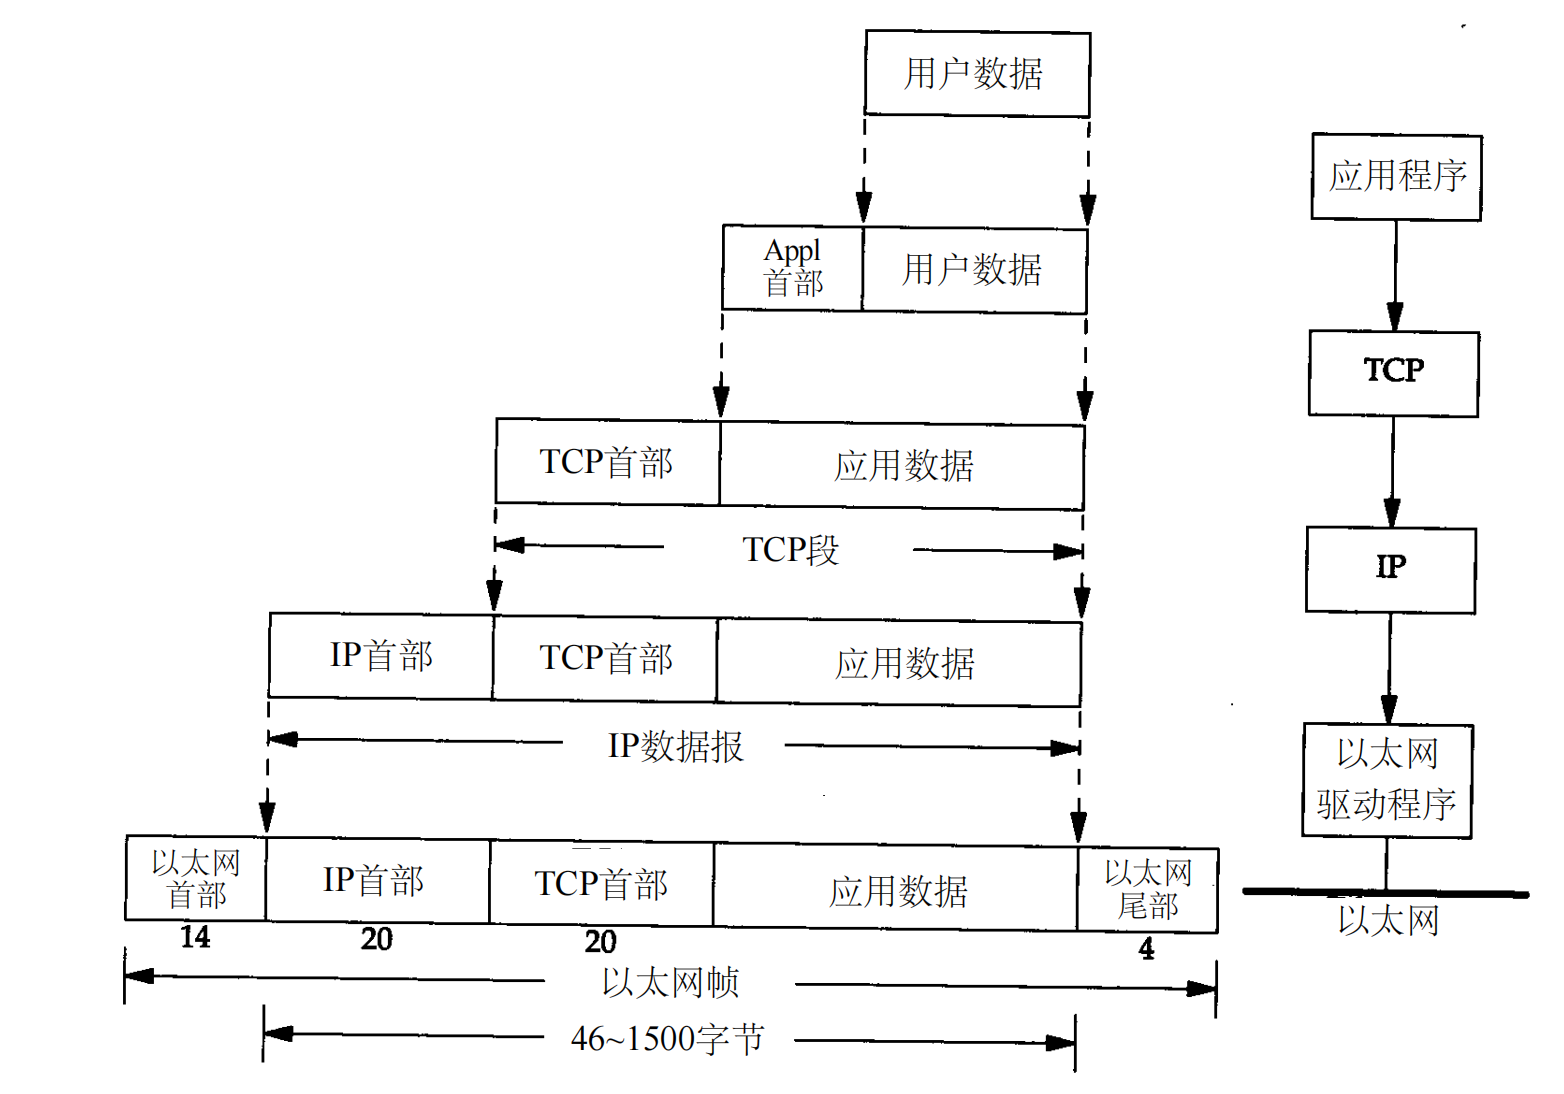 用户数据
应用程序
Appl
首部
用户数据
TCP
TCP首部
应用数据
TCP段
IP
IP首部
TCP首部
应用数据
IP数据报
以太网
驱动程序
以太网
首部
IP首部
TCP首部
应用数据
以太网
尾部
以太网
14
20
20
4
以太网帧
46~1500字节